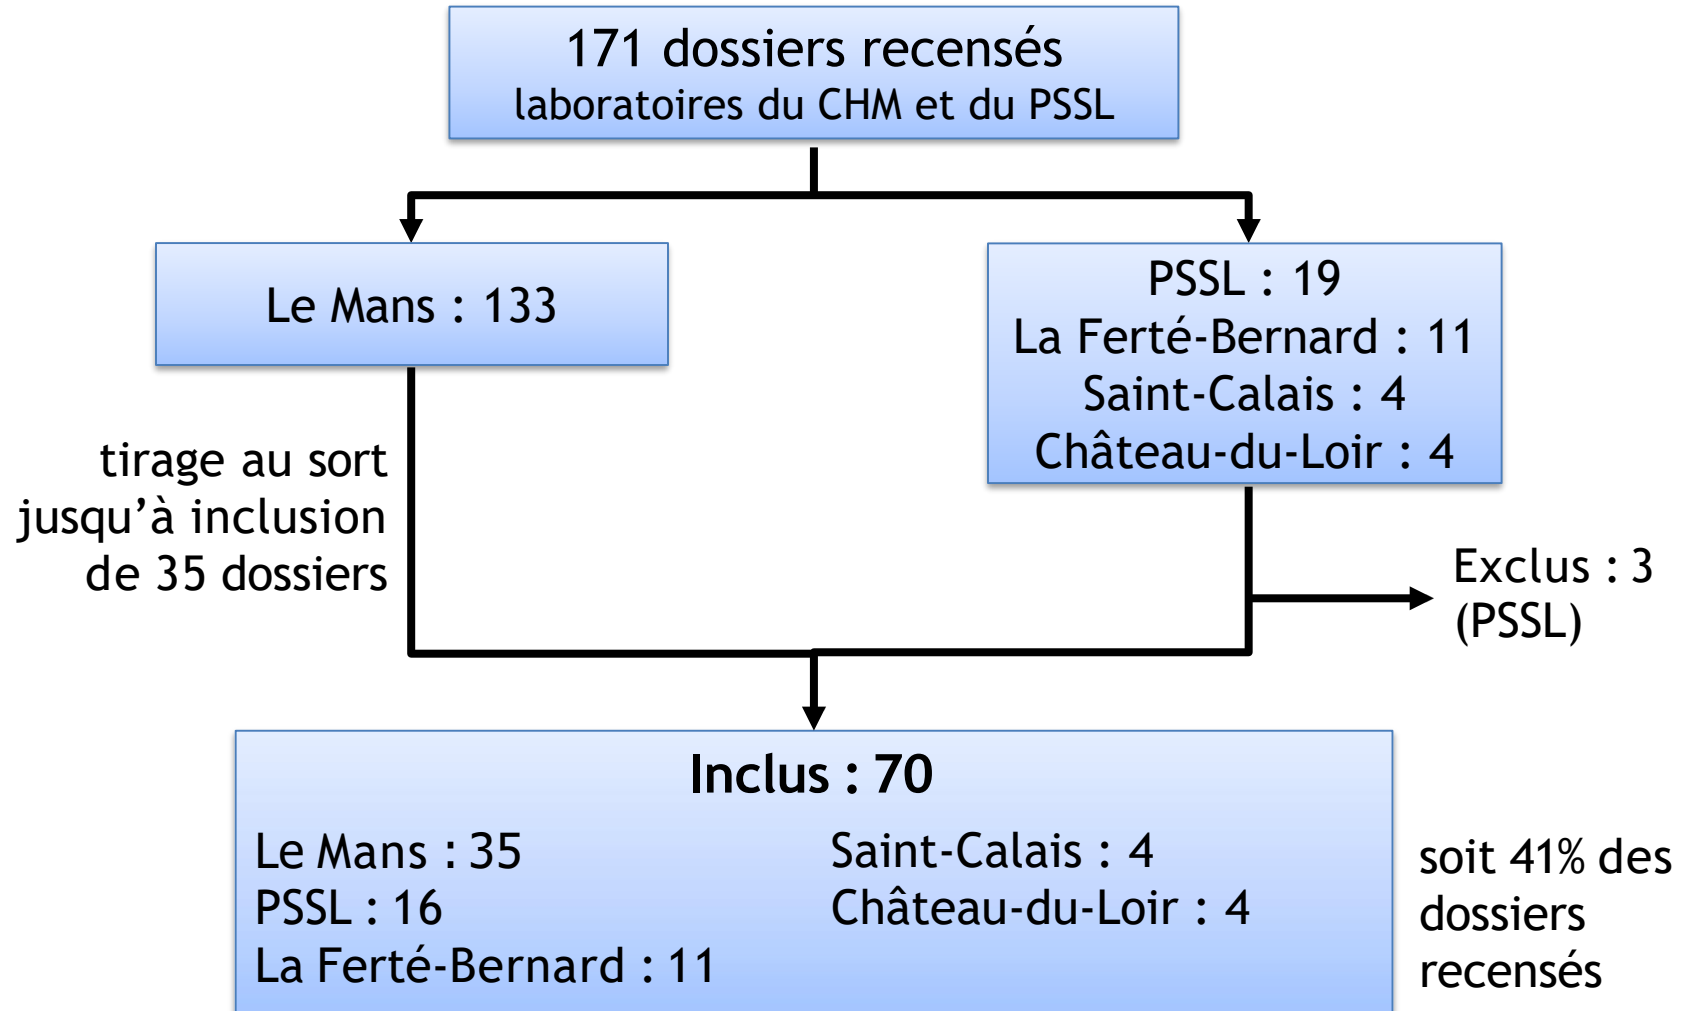 171 dossiers recensés
laboratoires du CHM et du PSSL
Le Mans : 133
PSSL : 19
La Ferté-Bernard : 11
Saint-Calais : 4
Château-du-Loir : 4
tirage au sort
jusqu’à inclusion
de 35 dossiers
Exclus : 3
(PSSL)
Inclus : 70
Le Mans : 35
PSSL : 16
La Ferté-Bernard : 11
Saint-Calais : 4
Château-du-Loir : 4
soit 41% des
dossiers
recensés